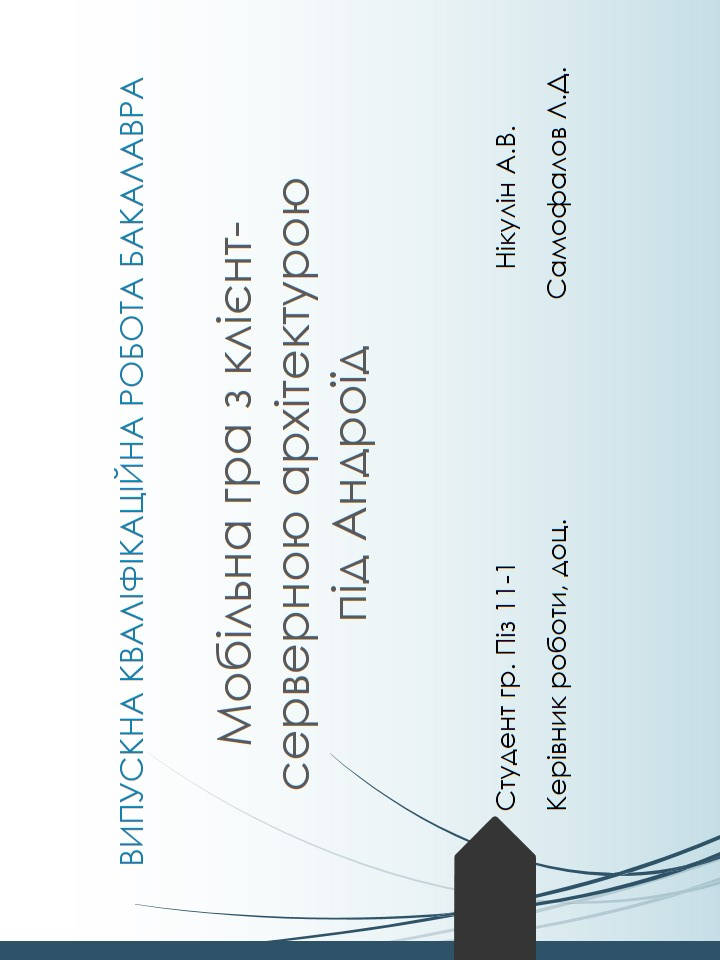 ВИПУСКНА КВАЛІФІКАЦІЙНА РОБОТА БАКАЛАВРА
Мобільна гра з клієнт-
серверною архітектурою
під Андроїд
Студент гр. Піз 11-1 Нікулін А.В.
Керівник роботи, доц. Самофалов Л.Д.